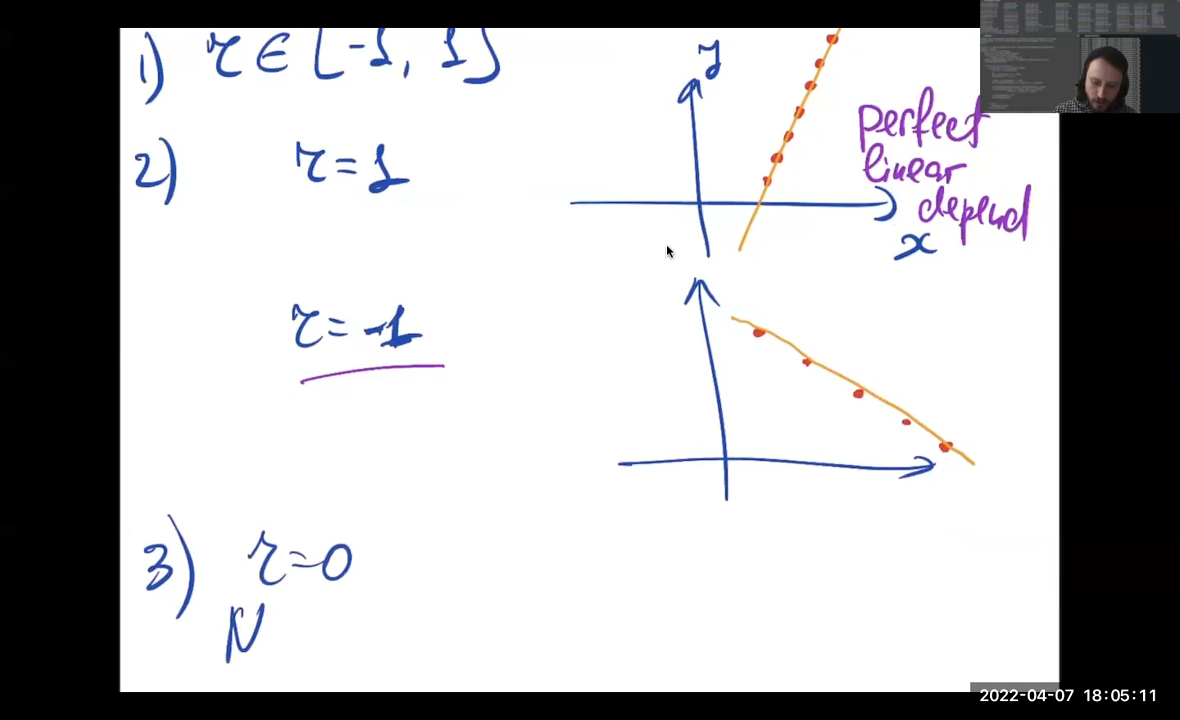 1) r ∈ [-1, 1]
y
perfect
linear
depend
x
2) r = 1
r = -1
3) r = 0
N
2022-04-07 18:05:11